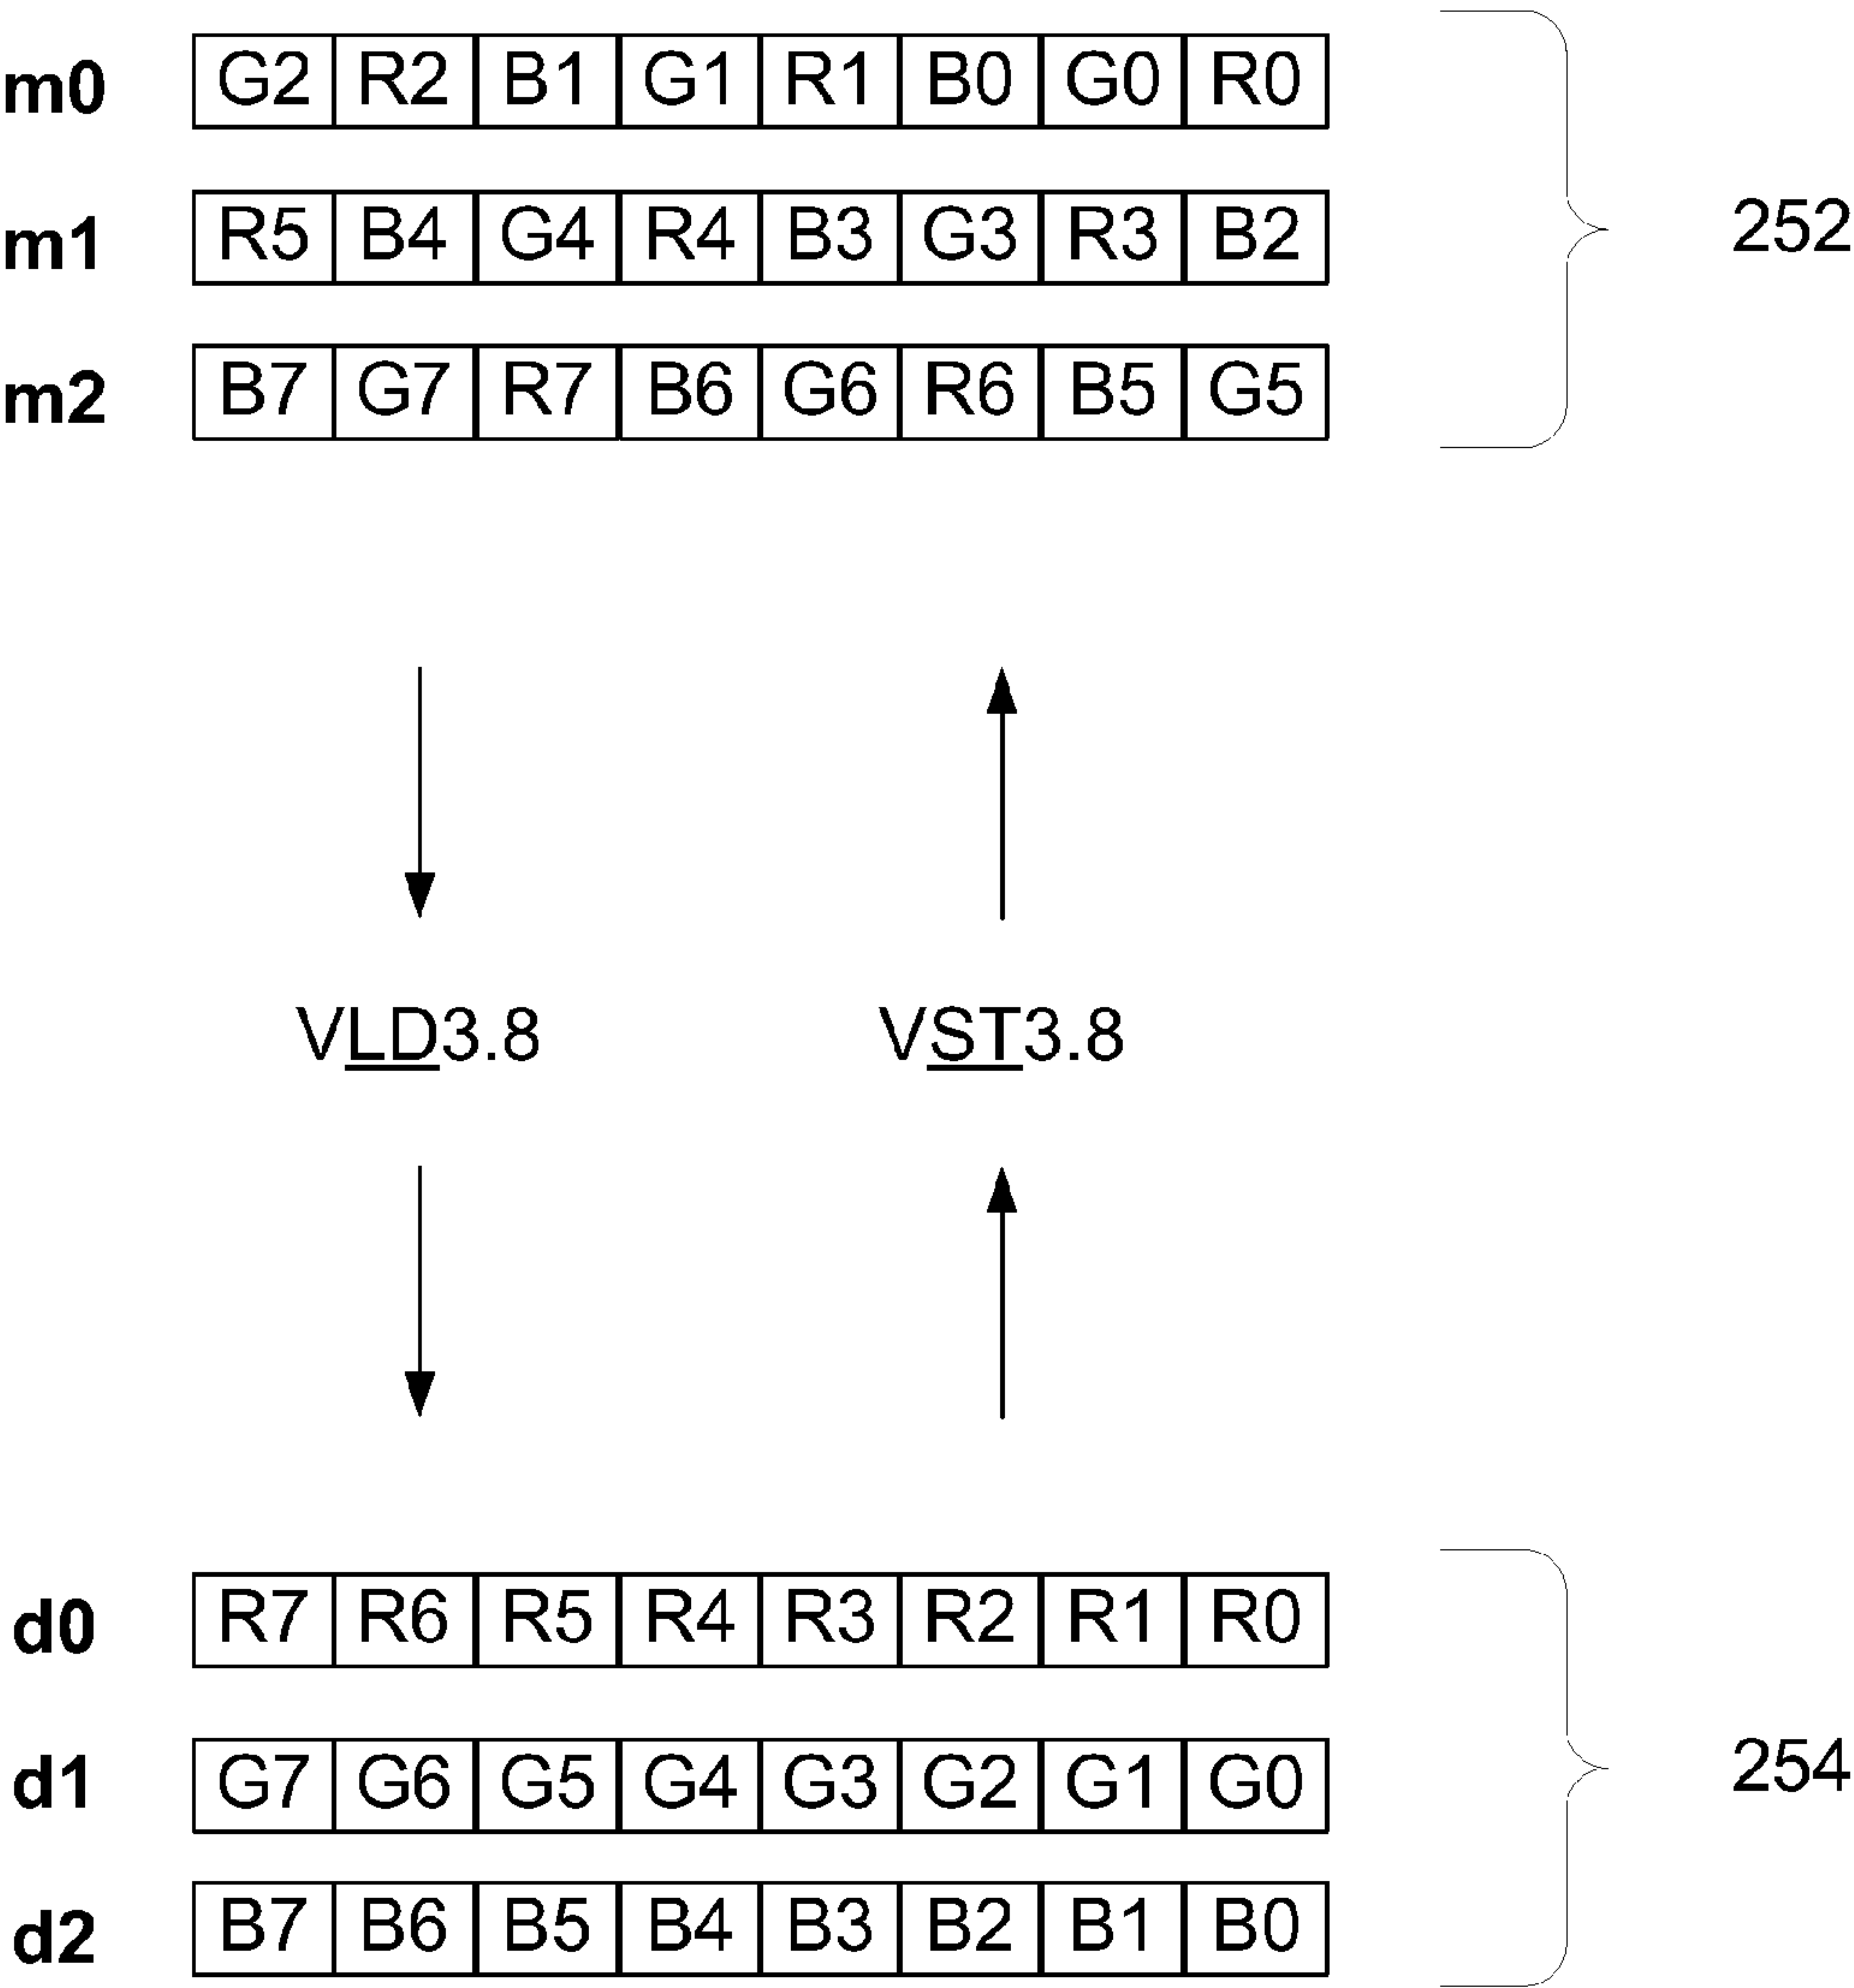 m0 G2 R2 B1 G1 R1 B0 G0 R0
m1 R5 B4 G4 R4 B3 G3 R3 B2 252
m2 B7 G7 R7 B6 G6 R6 B5 G5
VLD3.8 VST3.8
d0 R7 R6 R5 R4 R3 R2 R1 R0
d1 G7 G6 G5 G4 G3 G2 G1 G0 254
d2 B7 B6 B5 B4 B3 B2 B1 B0